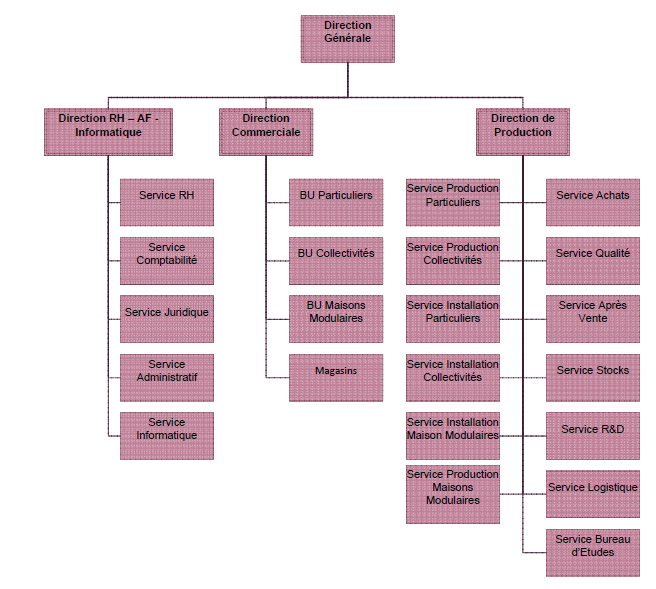 Direction
Générale
Direction RH – AF -
Informatique
Direction
Commerciale
Direction de
Production
Service RH
Service
Comptabilité
Service Juridique
Service
Administratif
Service
Informatique
BU Particuliers
BU Collectivités
BU Maisons
Modulaires
Magasins
Service Production
Particuliers
Service Production
Collectivités
Service Installation
Particuliers
Service Installation
Collectivités
Service Installation
Maison Modulaires
Service Production
Maisons
Modulaires
Service Achats
Service Qualité
Service Après
Vente
Service Stocks
Service R&D
Service Logistique
Service Bureau
d'Etudes